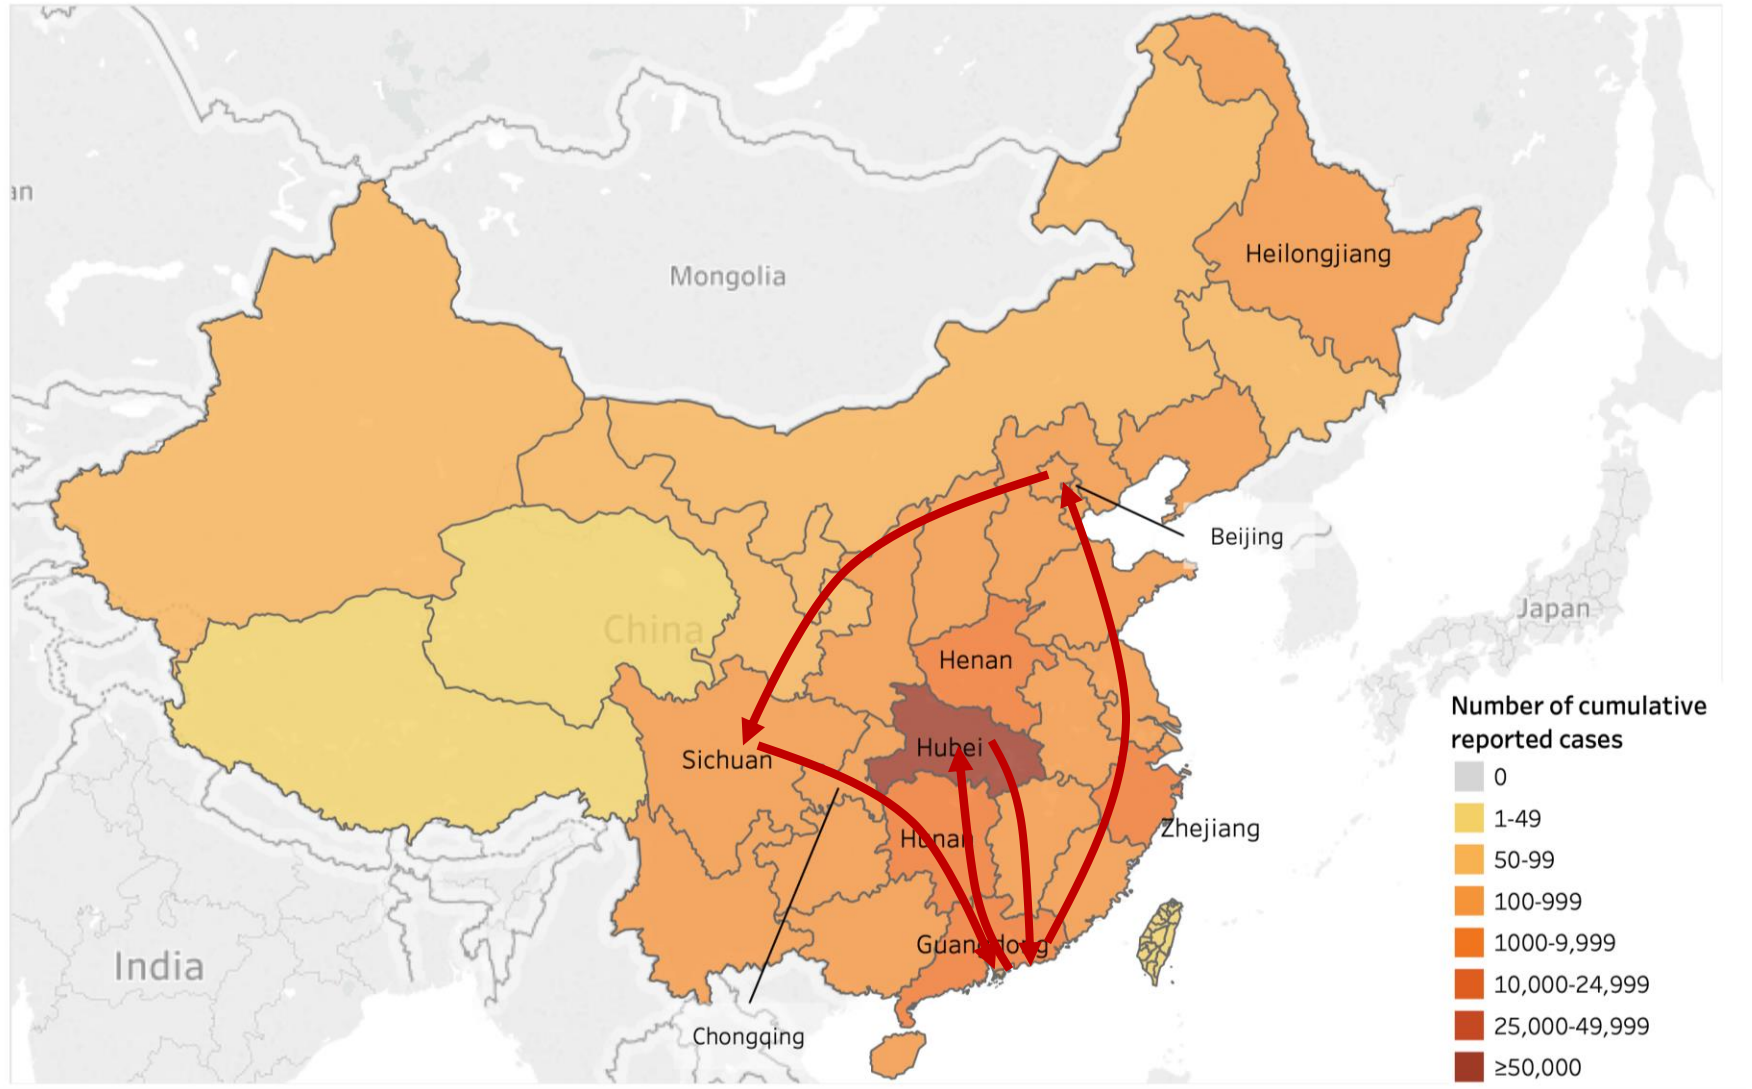 an
Mongolia
Heilongjiang
Beijing
Japan
China
Henan
Hubei
Sichuan
Hunan
Zhejiang
Guangdong
India
Chongqing
Number of cumulative
reported cases
0
1-49
50-99
100-999
1000-9,999
10,000-24,999
25,000-49,999
≥50,000